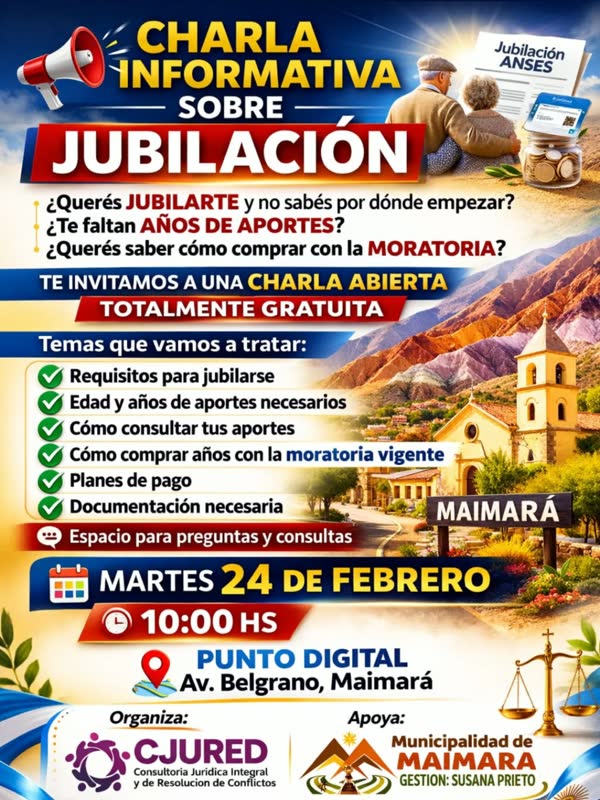 CHARLA
INFORMATIVA
SOBRE
JUBILACIÓN
Jubilación
ANSES
¿Querés JUBILARTE y no sabés por dónde empezar?
¿Te faltan AÑOS DE APORTES?
¿Querés saber cómo comprar con la MORATORIA?
TE INVITAMOS A UNA CHARLA ABIERTA
TOTALMENTE GRATUITA
Temas que vamos a tratar:
Requisitos para jubilarse
Edad y años de aportes necesarios
Cómo consultar tus aportes
Cómo comprar años con la moratoria vigente
Planes de pago
Documentación necesaria
Espacio para preguntas y consultas
MAIMARÁ
MARTES 24 DE FEBRERO
10:00 HS
PUNTO DIGITAL
Av. Belgrano, Maimará
Organiza:
CJURED
Consultoria Juridica Integral
y de Resolucion de Conflictos
Apoya:
Municipalidad de
MAIMARA
GESTION: SUSANA PRIETO